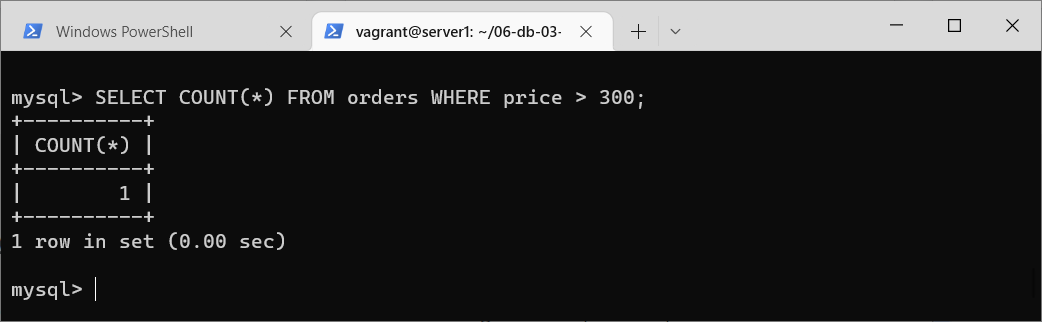 Windows PowerShell
vagrant@server1: ~/06-db-03-
mysql> SELECT COUNT(*) FROM orders WHERE price > 300;
+----------+
| COUNT(*) |
+----------+
|        1 |
+----------+
1 row in set (0.00 sec)
mysql>